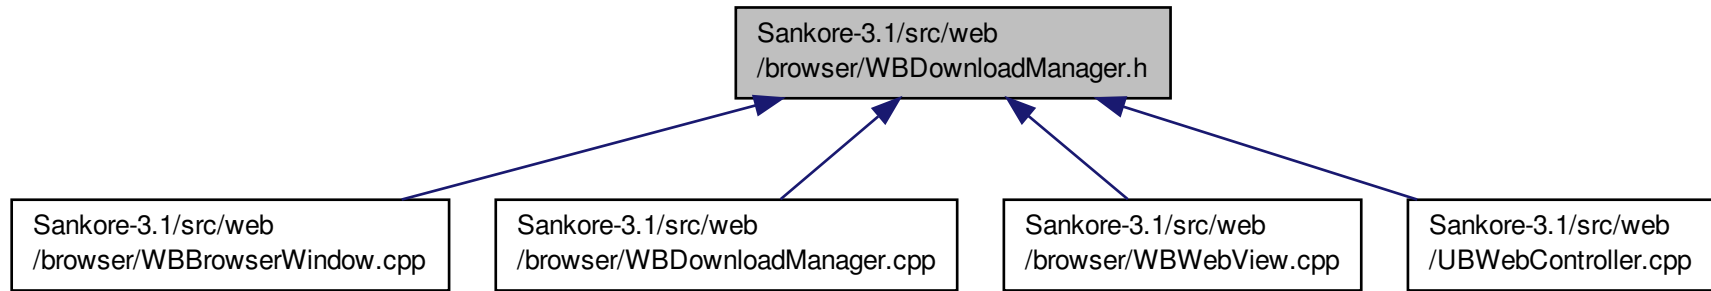 Sankore-3.1/src/web
/browser/WBDownloadManager.h
Sankore-3.1/src/web
/browser/WBBrowserWindow.cpp
Sankore-3.1/src/web
/browser/WBDownloadManager.cpp
Sankore-3.1/src/web
/browser/WBWebView.cpp
Sankore-3.1/src/web
/UBWebController.cpp